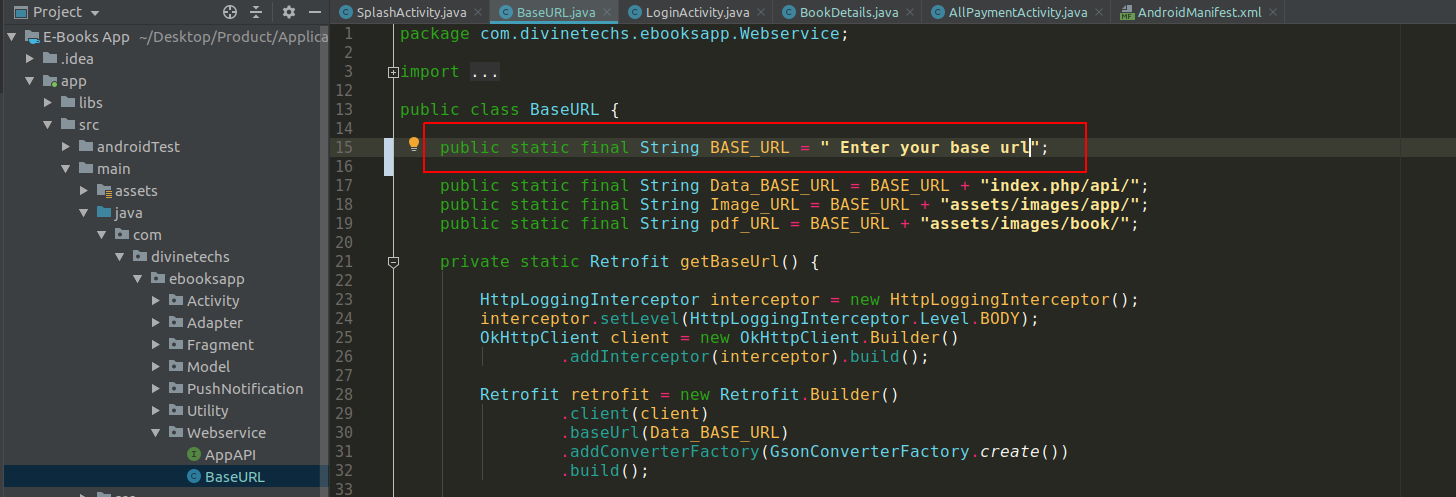 Project
SplashActivity.java
BaseURL.java
LoginActivity.java
BookDetails.java
AllPaymentActivity.java
AndroidManifest.xml
E-Books App ~/Desktop/Product/Applica
.idea
app
libs
src
androidTest
main
assets
java
com
divinetechs
ebooksapp
Activity
Adapter
Fragment
Model
PushNotification
Utility
Webservice
AppAPI
BaseURL
1 package com.divinetechs.ebooksapp.Webservice;
2
3 import ...
12
13 public class BaseURL {
14
15 public static final String BASE_URL = " Enter your base url";
16
17 public static final String Data_BASE_URL = BASE_URL + "index.php/api/";
18 public static final String Image_URL = BASE_URL + "assets/images/app/";
19 public static final String pdf_URL = BASE_URL + "assets/images/book/";
20
21 private static Retrofit getBaseUrl() {
22
23 HttpLoggingInterceptor interceptor = new HttpLoggingInterceptor();
24 interceptor.setLevel(HttpLoggingInterceptor.Level.BODY);
25 OkHttpClient client = new OkHttpClient.Builder()
26 .addInterceptor(interceptor).build();
27
28 Retrofit retrofit = new Retrofit.Builder()
29 .client(client)
30 .baseUrl(Data_BASE_URL)
31 .addConverterFactory(GsonConverterFactory.create())
32 .build();
33